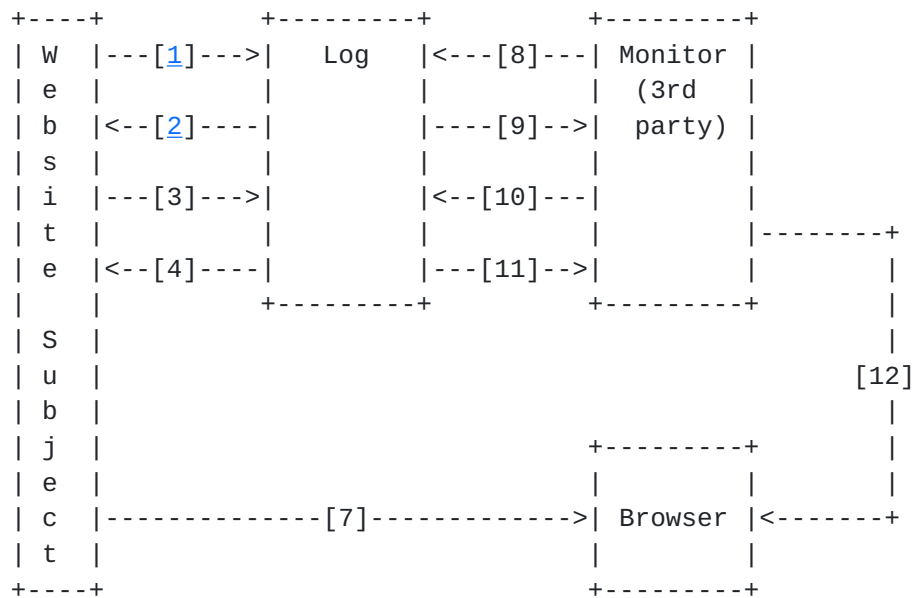 +----+          +---------+          +---------+
| W  |---[1]--->|   Log   |<---[8]---| Monitor |
| e  |          |         |          |  (3rd   |
| b  |<--[2]----|         |----[9]-->|  party) |
| s  |          |         |          |         |
| i  |---[3]--->|         |<--[10]---|         |
| t  |          |         |          |         |--------+
| e  |<--[4]----|         |---[11]-->|         |        |
|    |          +---------+          +---------+        |
| S  |                                                  |
| u  |                                                [12]
| b  |                                                  |
| j  |                               +---------+        |
| e  |                               |         |        |
| c  |--------------[7]------------->| Browser |<-------+
| t  |                               |         |
+----+                               +---------+